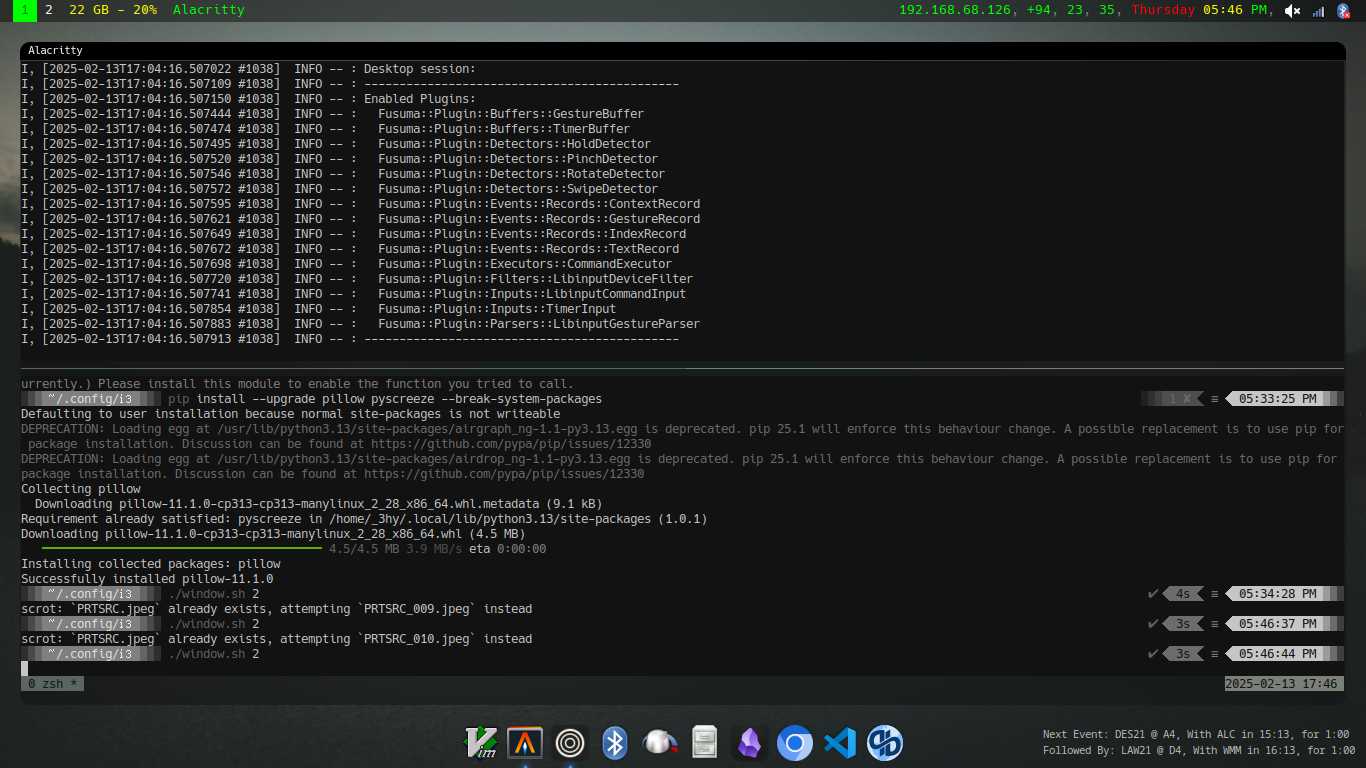 1 2 22 GB – 20% Alacritty 192.168.68.126, +94, 23, 35, Thursday 05:46 PM,
Alacritty
I, [2025-02-13T17:04:16.507022 #1038]  INFO -- : Desktop session:
I, [2025-02-13T17:04:16.507109 #1038]  INFO -- : ---------------------------------------------
I, [2025-02-13T17:04:16.507150 #1038]  INFO -- : Enabled Plugins:
I, [2025-02-13T17:04:16.507444 #1038]  INFO -- :   Fusuma::Plugin::Buffers::GestureBuffer
I, [2025-02-13T17:04:16.507474 #1038]  INFO -- :   Fusuma::Plugin::Buffers::TimerBuffer
I, [2025-02-13T17:04:16.507495 #1038]  INFO -- :   Fusuma::Plugin::Detectors::HoldDetector
I, [2025-02-13T17:04:16.507520 #1038]  INFO -- :   Fusuma::Plugin::Detectors::PinchDetector
I, [2025-02-13T17:04:16.507546 #1038]  INFO -- :   Fusuma::Plugin::Detectors::RotateDetector
I, [2025-02-13T17:04:16.507572 #1038]  INFO -- :   Fusuma::Plugin::Detectors::SwipeDetector
I, [2025-02-13T17:04:16.507595 #1038]  INFO -- :   Fusuma::Plugin::Events::Records::ContextRecord
I, [2025-02-13T17:04:16.507621 #1038]  INFO -- :   Fusuma::Plugin::Events::Records::GestureRecord
I, [2025-02-13T17:04:16.507649 #1038]  INFO -- :   Fusuma::Plugin::Events::Records::IndexRecord
I, [2025-02-13T17:04:16.507672 #1038]  INFO -- :   Fusuma::Plugin::Events::Records::TextRecord
I, [2025-02-13T17:04:16.507698 #1038]  INFO -- :   Fusuma::Plugin::Executors::CommandExecutor
I, [2025-02-13T17:04:16.507720 #1038]  INFO -- :   Fusuma::Plugin::Filters::LibinputDeviceFilter
I, [2025-02-13T17:04:16.507741 #1038]  INFO -- :   Fusuma::Plugin::Inputs::LibinputCommandInput
I, [2025-02-13T17:04:16.507854 #1038]  INFO -- :   Fusuma::Plugin::Inputs::TimerInput
I, [2025-02-13T17:04:16.507883 #1038]  INFO -- :   Fusuma::Plugin::Parsers::LibinputGestureParser
I, [2025-02-13T17:04:16.507913 #1038]  INFO -- : ---------------------------------------------
urrently.) Please install this module to enable the function you tried to call.
~/.config/i3 pip install --upgrade pillow pyscreeze --break-system-packages 1 ✘ ≡ 05:33:25 PM
Defaulting to user installation because normal site-packages is not writeable
DEPRECATION: Loading egg at /usr/lib/python3.13/site-packages/airgraph_ng-1.1-py3.13.egg is deprecated. pip 25.1 will enforce this behaviour change. A possible replacement is to use pip for
package installation. Discussion can be found at https://github.com/pypa/pip/issues/12330
DEPRECATION: Loading egg at /usr/lib/python3.13/site-packages/airdrop_ng-1.1-py3.13.egg is deprecated. pip 25.1 will enforce this behaviour change. A possible replacement is to use pip for
package installation. Discussion can be found at https://github.com/pypa/pip/issues/12330
Collecting pillow
  Downloading pillow-11.1.0-cp313-cp313-manylinux_2_28_x86_64.whl.metadata (9.1 kB)
Requirement already satisfied: pyscreeze in /home/_3hy/.local/lib/python3.13/site-packages (1.0.1)
Downloading pillow-11.1.0-cp313-cp313-manylinux_2_28_x86_64.whl (4.5 MB)
4.5/4.5 MB 3.9 MB/s eta 0:00:00
Installing collected packages: pillow
Successfully installed pillow-11.1.0
~/.config/i3 ./window.sh 2 ✔ 4s ≡ 05:34:28 PM
scrot: `PRTSRC.jpeg` already exists, attempting `PRTSRC_009.jpeg` instead
~/.config/i3 ./window.sh 2 ✔ 3s ≡ 05:46:37 PM
scrot: `PRTSRC.jpeg` already exists, attempting `PRTSRC_010.jpeg` instead
~/.config/i3 ./window.sh 2 ✔ 3s ≡ 05:46:44 PM
0 zsh * 2025-02-13 17:46
Vim
Next Event: DES21 @ A4, With ALC in 15:13, for 1:00
Followed By: LAW21 @ D4, With WMM in 16:13, for 1:00